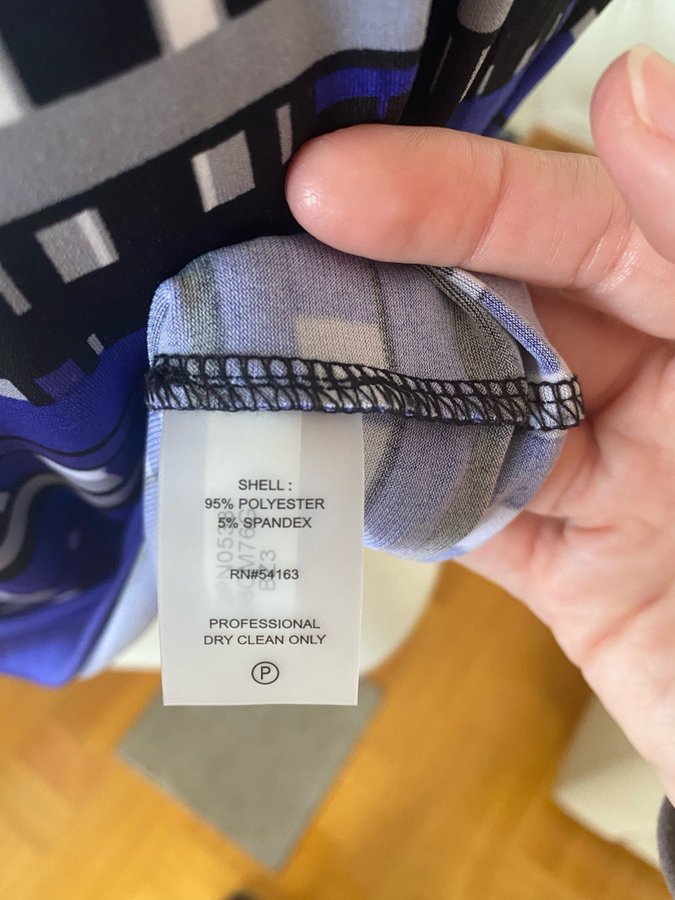 SHELL :
95% POLYESTER
5% SPANDEX
RN#54163
PROFESSIONAL
DRY CLEAN ONLY
P